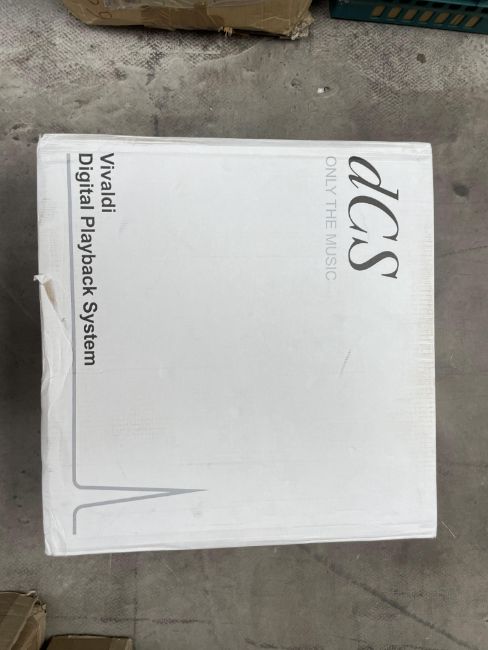 dCS
ONLY THE MUSIC
Vivaldi
Digital Playback System